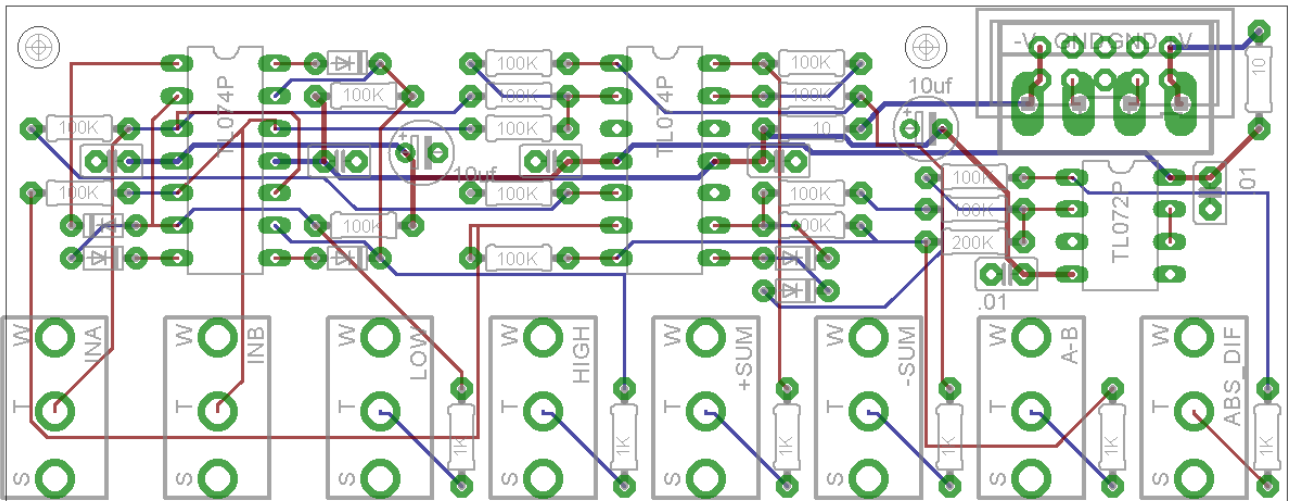 -V GND GND +V
TL074P
100K
100K
100K
100K
100K
TL074P
100K
100K
10
10uf
10
100K
100K
+
10uf
+
100K
100K
100K
100K
100K
100K
200K
TL072P
.01
.01
W T S INA
W T S INB
W T S LOW
1K
W T S HIGH
1K
W T S +SUM
1K
W T S -SUM
1K
W T S A-B
1K
W T S ABS_DIF
1K